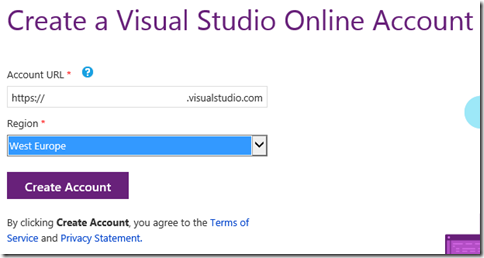 Create a Visual Studio Online Account
Account URL *
https:// .visualstudio.com
Region *
West Europe
Create Account
By clicking Create Account, you agree to the Terms of
Service and Privacy Statement.